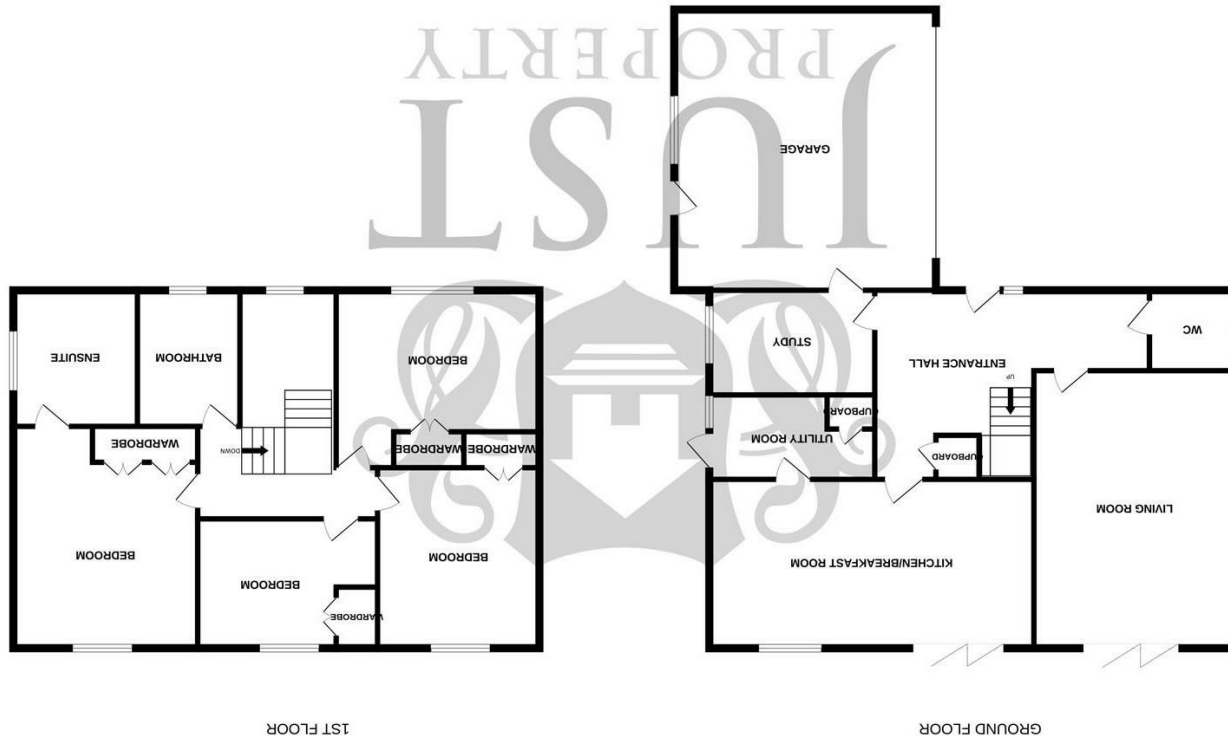 GROUND FLOOR
1ST FLOOR
LIVING ROOM
KITCHEN/BREAKFAST ROOM
CUPBOARD
UTILITY ROOM
CUPBOARD
UP
ENTRANCE HALL
STUDY
WC
GARAGE
BEDROOM
WARDROBE
BEDROOM
BEDROOM
WARDROBE
WARDROBE
WARDROBE
DOWN
BEDROOM
BATHROOM
ENSUITE
JUST
PROPERTY